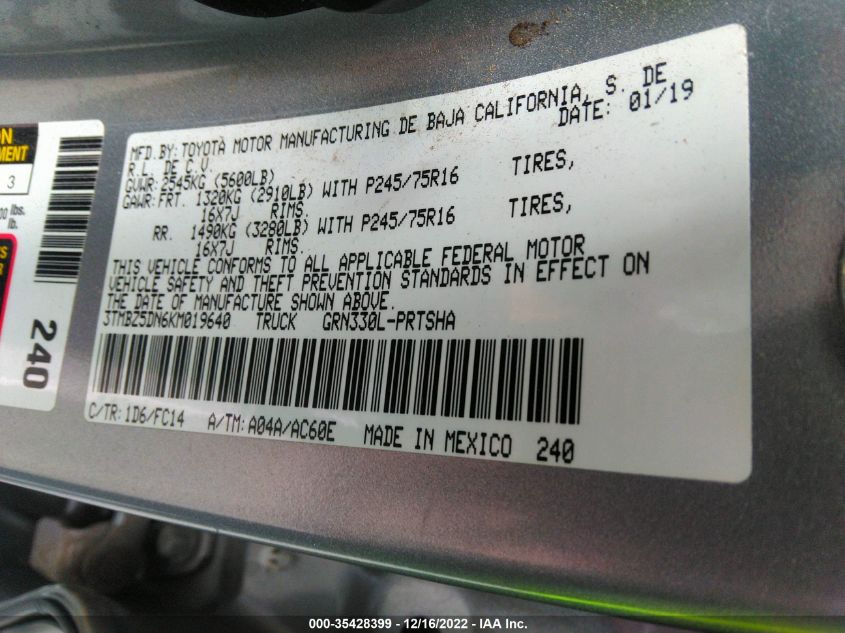 MFD.BY: TOYOTA MOTOR MANUFACTURING DE BAJA CALIFORNIA, S. DE
R.L. DE C.V. DATE: 01/19
GVWR: 2545KG (5600LB)
GAWR: FRT. 1320KG (2910LB) WITH P245/75R16 TIRES,
16X7J RIMS.
RR. 1490KG (3280LB) WITH P245/75R16 TIRES,
16X7J RIMS.
THIS VEHICLE CONFORMS TO ALL APPLICABLE FEDERAL MOTOR
VEHICLE SAFETY AND THEFT PREVENTION STANDARDS IN EFFECT ON
THE DATE OF MANUFACTURE SHOWN ABOVE.
3TMBZ5DN6KM019640 TRUCK GRN330L-PRTSHA
C/TR: 1D6/FC14 A/TM: A04A/AC60E MADE IN MEXICO 240
3
lbs.
lb.
240
000-35428399 - 12/16/2022 - IAA Inc.